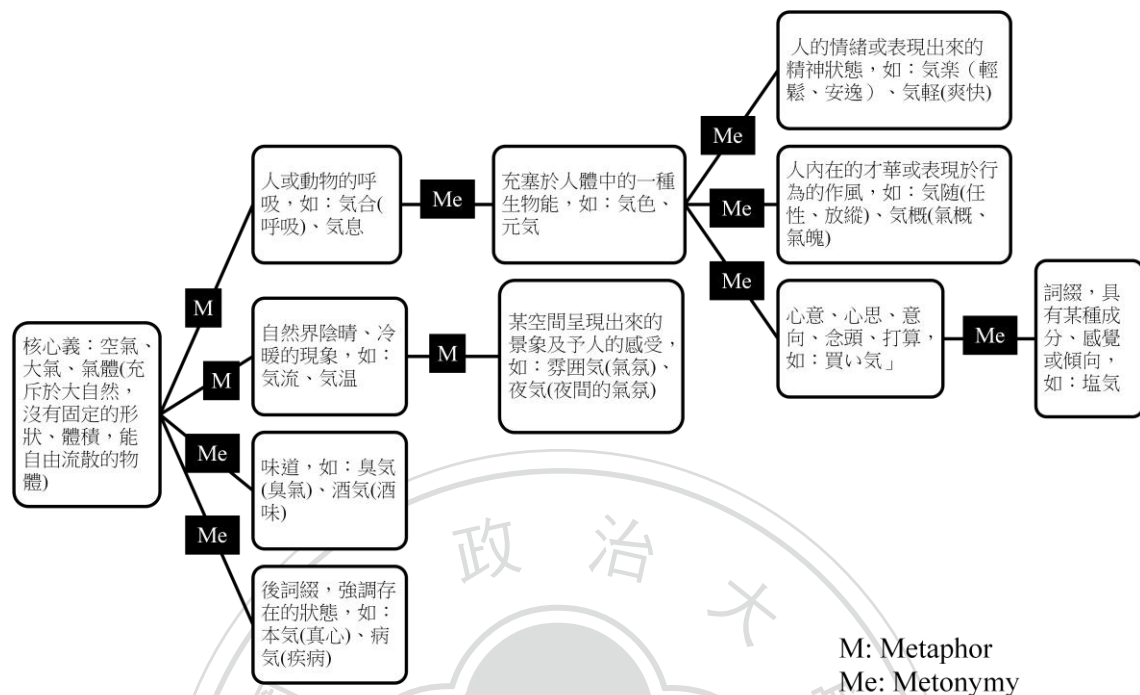 核心義：空氣、
大氣、氣體(充
斥於大自然，
沒有固定的形
狀、體積，能
自由流散的物
體)
M
M
Me
Me
人或動物的呼
吸，如：気合(
呼吸)、気息
自然界陰晴、冷
暖的現象，如：
気流、気温
味道，如：臭気
(臭氣)、酒気(酒
味)
後詞綴，強調存
在的狀態，如：
本気(真心)、病
気(疾病)
Me
M
充塞於人體中的一種
生物能，如：気色、
元気
某空間呈現出來的
景象及予人的感受，
如：雰囲気(氣氛)、
夜気(夜間的氣氛)
Me
Me
Me
人的情緒或表現出來的
精神狀態，如：気楽（輕
鬆、安逸）、気軽(爽快)
人內在的才華或表現於行
為的作風，如：気随(任
性、放縱)、気概(氣概、
氣魄)
心意、心思、意
向、念頭、打算，
如：買い気」
Me
詞綴，具
有某種成
分、感覺
或傾向，
如：塩気
政治大
M: Metaphor
Me: Metonymy